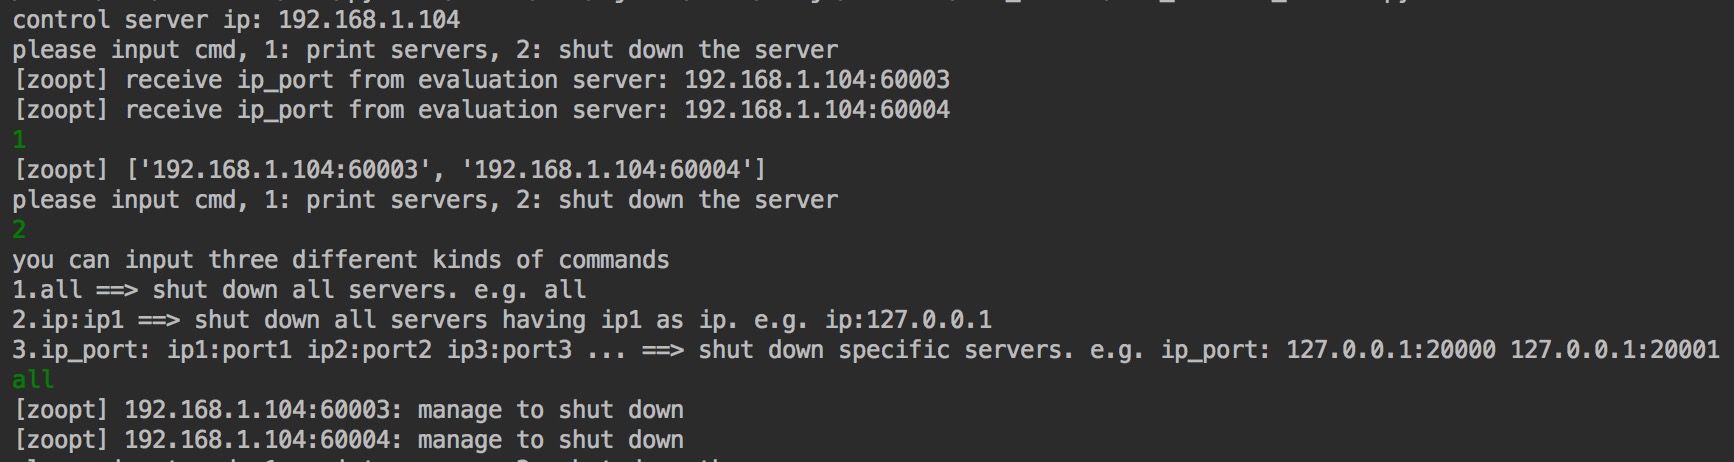 control server ip: 192.168.1.104
please input cmd, 1: print servers, 2: shut down the server
[zoopt] receive ip_port from evaluation server: 192.168.1.104:60003
[zoopt] receive ip_port from evaluation server: 192.168.1.104:60004
1
[zoopt] ['192.168.1.104:60003', '192.168.1.104:60004']
please input cmd, 1: print servers, 2: shut down the server
2
you can input three different kinds of commands
1.all ==> shut down all servers. e.g. all
2.ip:ip1 ==> shut down all servers having ip1 as ip. e.g. ip:127.0.0.1
3.ip_port: ip1:port1 ip2:port2 ip3:port3 ... ==> shut down specific servers. e.g. ip_port: 127.0.0.1:20000 127.0.0.1:20001
all
[zoopt] 192.168.1.104:60003: manage to shut down
[zoopt] 192.168.1.104:60004: manage to shut down